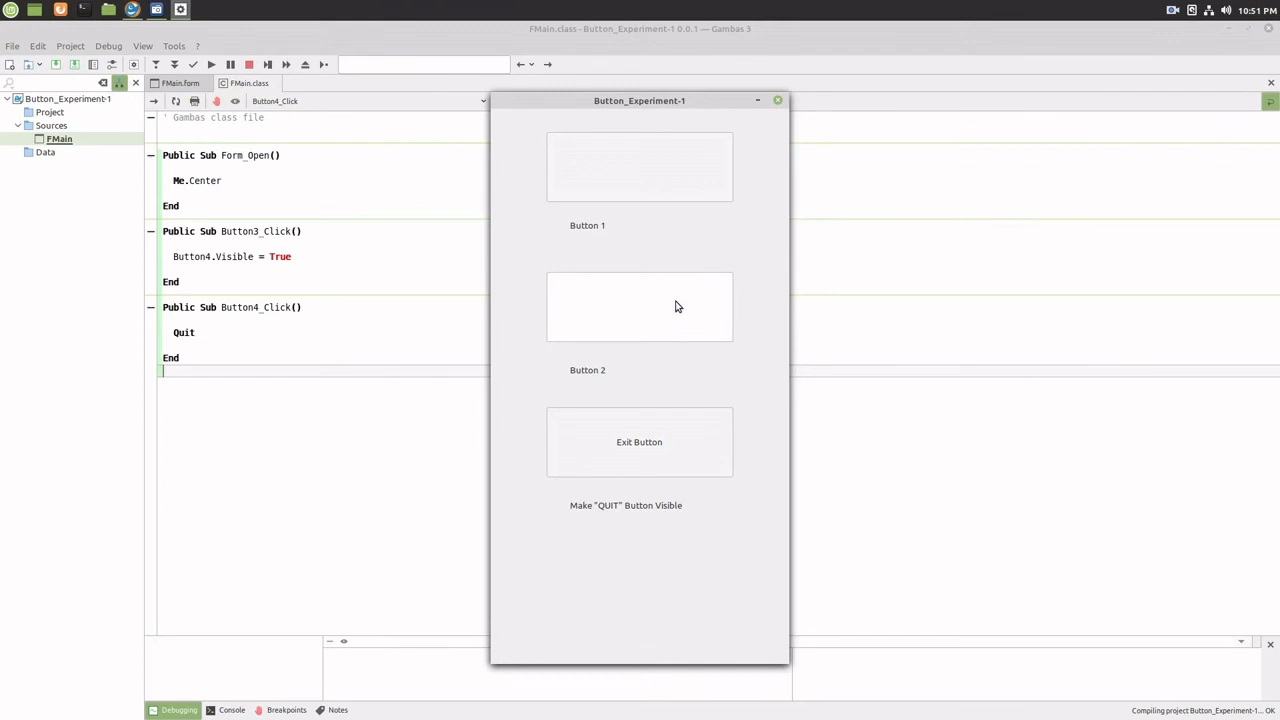 10:51 PM
FMain.class - Button_Experiment-1 0.0.1 — Gambas 3
File Edit Project Debug View Tools ?
Button_Experiment-1
Project
Sources
FMain
Data
FMain.form
FMain.class
Button4_Click
' Gambas class file
Public Sub Form_Open()
Me.Center
End
Public Sub Button3_Click()
Button4.Visible = True
End
Public Sub Button4_Click()
Quit
End
Button_Experiment-1
Button 1
Button 2
Exit Button
Make "QUIT" Button Visible
Debugging
Console
Breakpoints
Notes
Compiling project Button_Experiment-1... OK